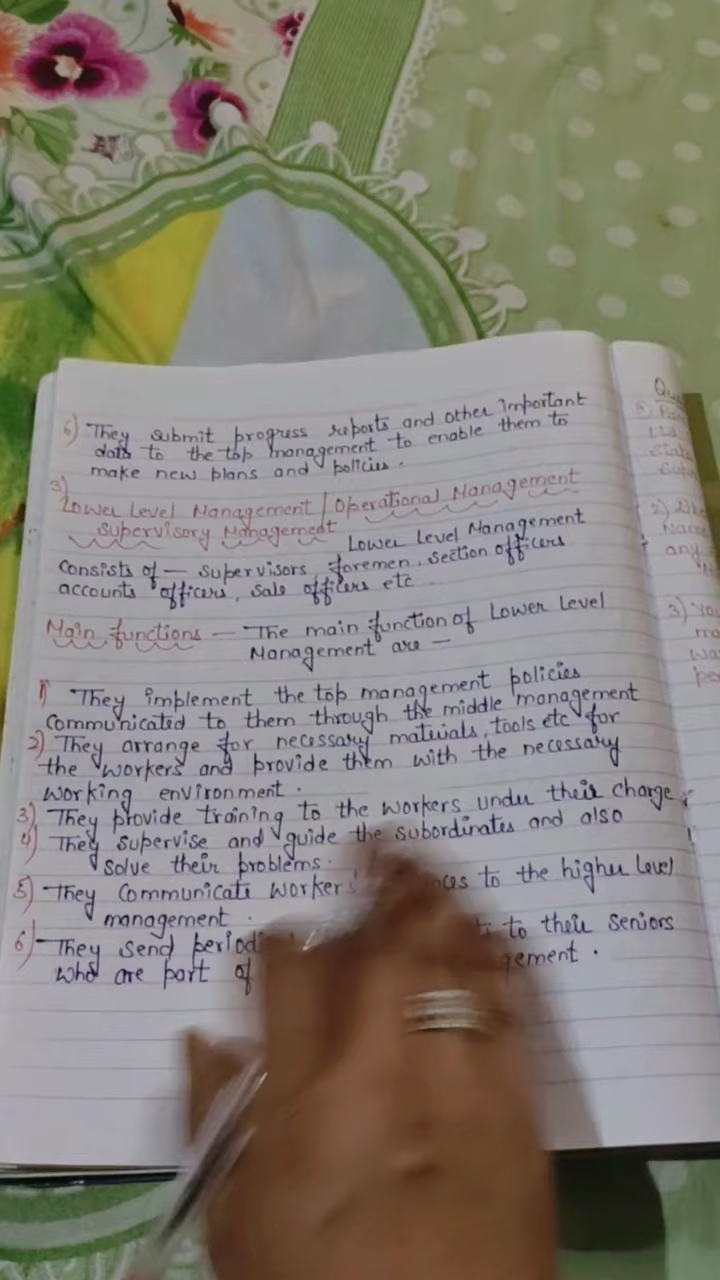 6) They submit progress reports and other important
data to the top management to enable them to
make new plans and policies.
3)
Lower Level Management / Operational Management
Supervisory Management
Lower Level Management
consists of — supervisors, foremen, section officers
accounts officers, sale officers etc
Main functions — The main function of Lower Level
Management are —
1) They implement the top management policies
communicated to them through the middle management
2) They arrange for necessary materials, tools etc for
the workers and provide them with the necessary
working environment.
3) They provide training to the workers under their charge.
4) They supervise and guide the subordinates and also
solve their problems.
5) They communicate workers' to the higher level
management.
6) They send to their seniors
who are part of
2)
any
3) You